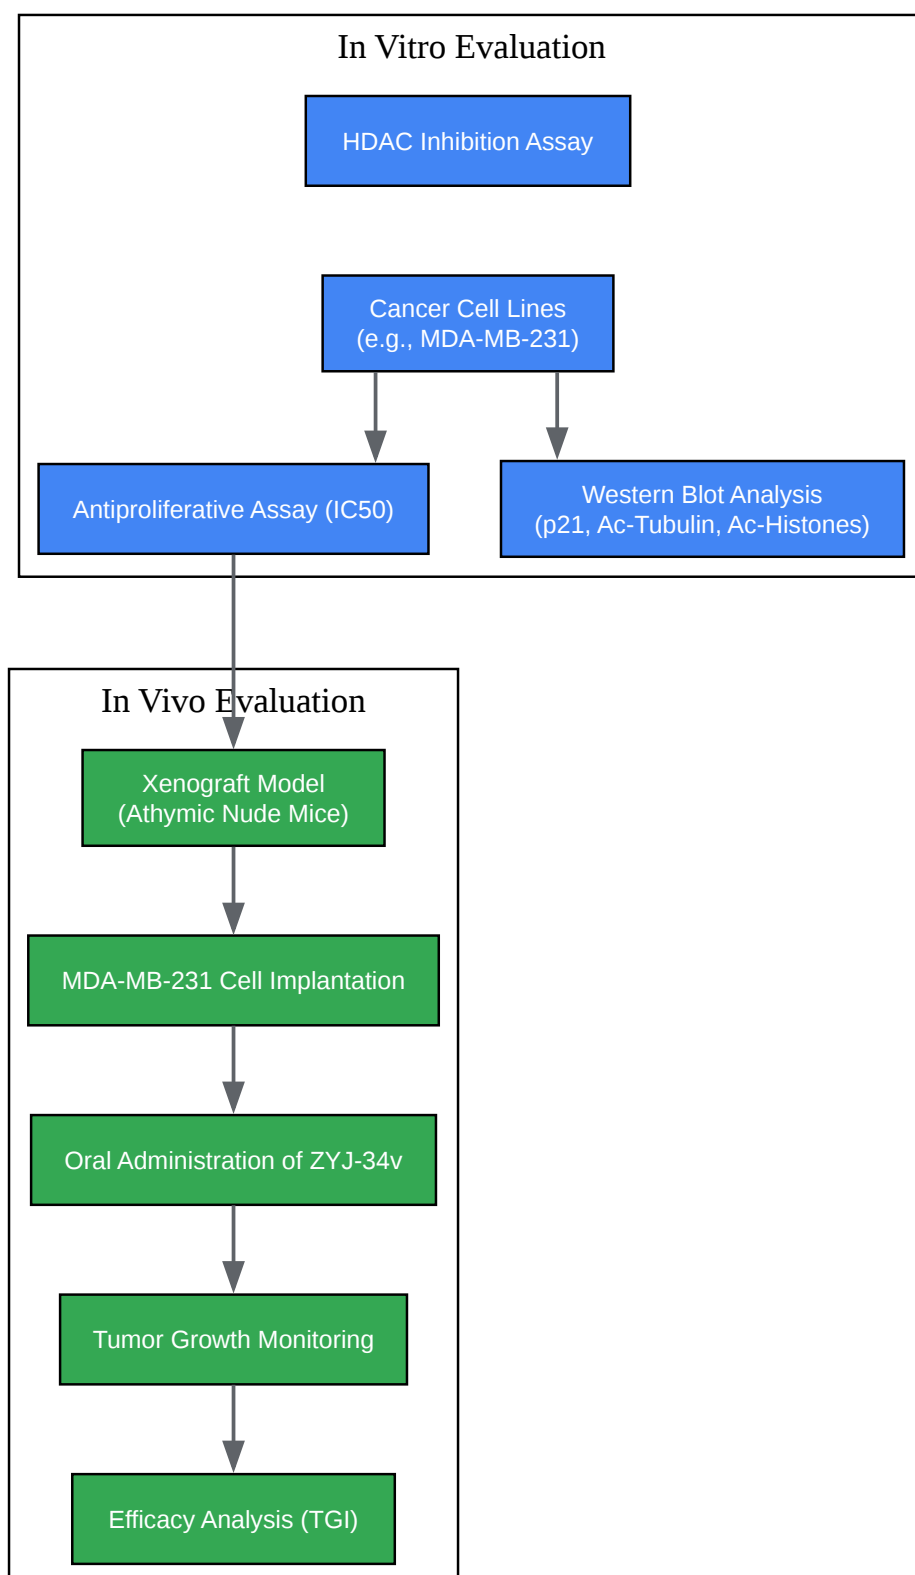 In Vitro Evaluation
HDAC Inhibition Assay
Cancer Cell Lines
(e.g., MDA-MB-231)
Antiproliferative Assay (IC50)
Western Blot Analysis
(p21, Ac-Tubulin, Ac-Histones)
In Vivo Evaluation
Xenograft Model
(Athymic Nude Mice)
MDA-MB-231 Cell Implantation
Oral Administration of ZYJ-34v
Tumor Growth Monitoring
Efficacy Analysis (TGI)